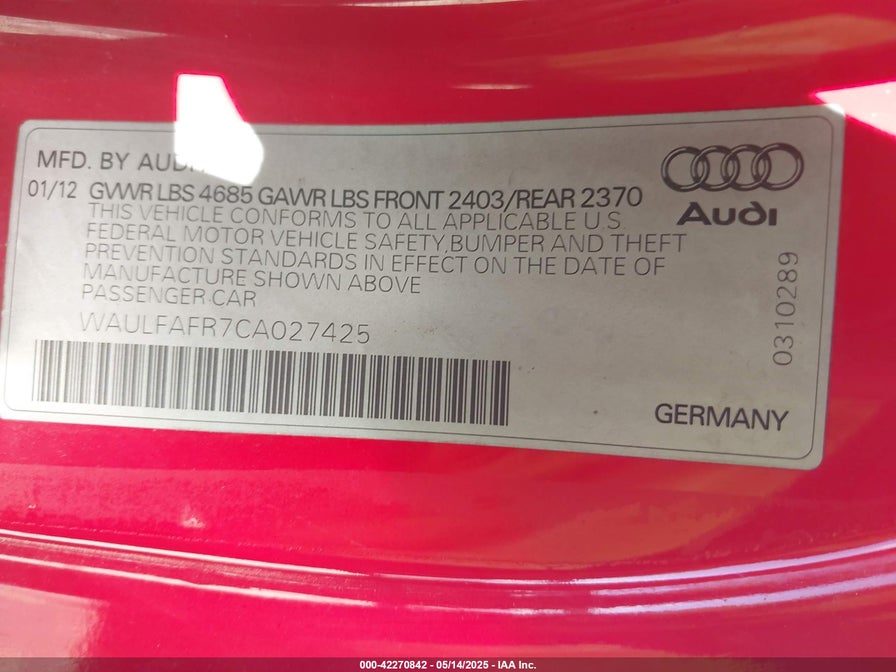 MFD. BY AUDI
01/12 GVWR LBS 4685 GAWR LBS FRONT 2403/REAR 2370
THIS VEHICLE CONFORMS TO ALL APPLICABLE U.S.
FEDERAL MOTOR VEHICLE SAFETY, BUMPER AND THEFT
PREVENTION STANDARDS IN EFFECT ON THE DATE OF
MANUFACTURE SHOWN ABOVE
PASSENGER CAR
WAULFAFR7CA027425
Audi
0310289
GERMANY
000-42270842 - 05/14/2025 - IAA Inc.